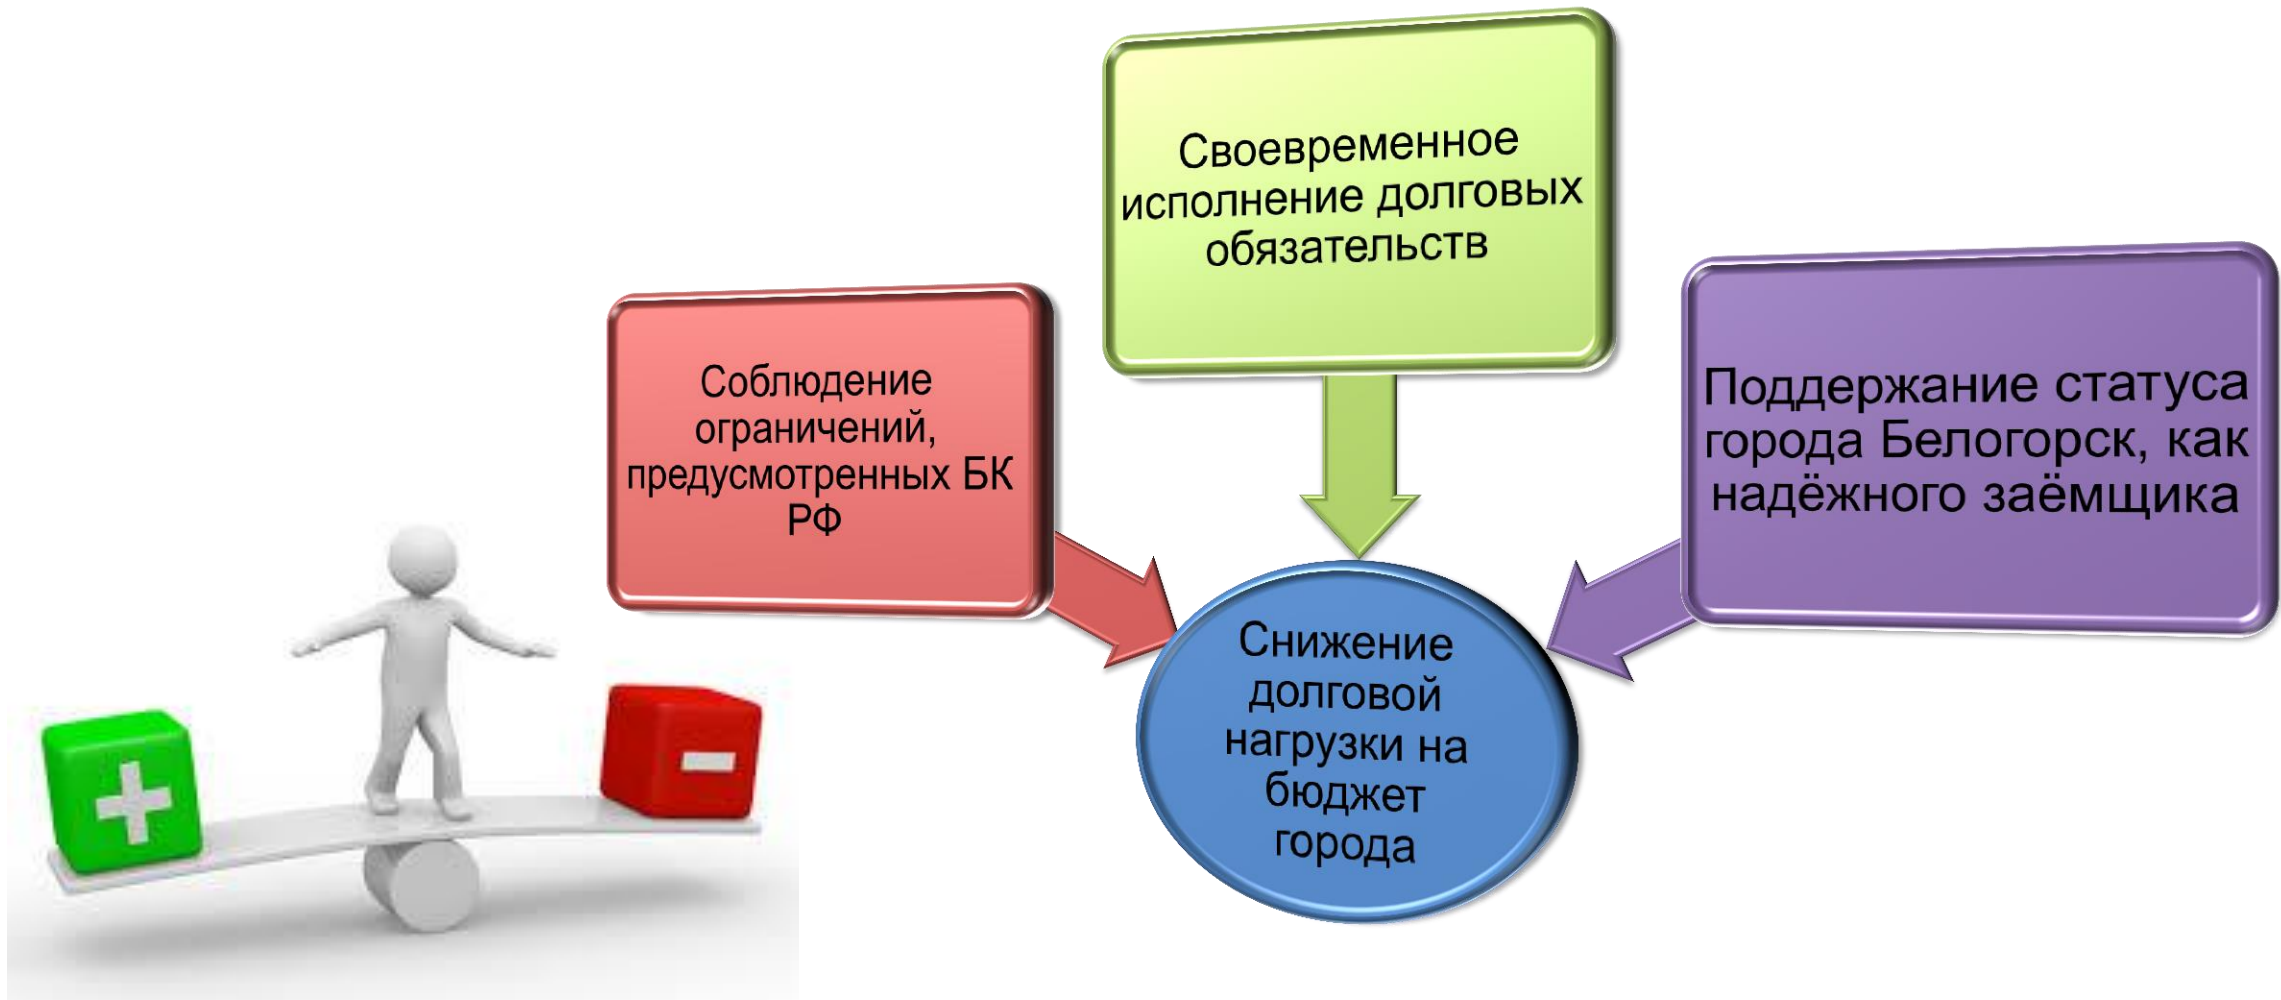 Своевременное
исполнение долговых
обязательств
Соблюдение
ограничений,
предусмотренных БК
РФ
Поддержание статуса
города Белогорск, как
надёжного заёмщика
Снижение
долговой
нагрузки на
бюджет
города